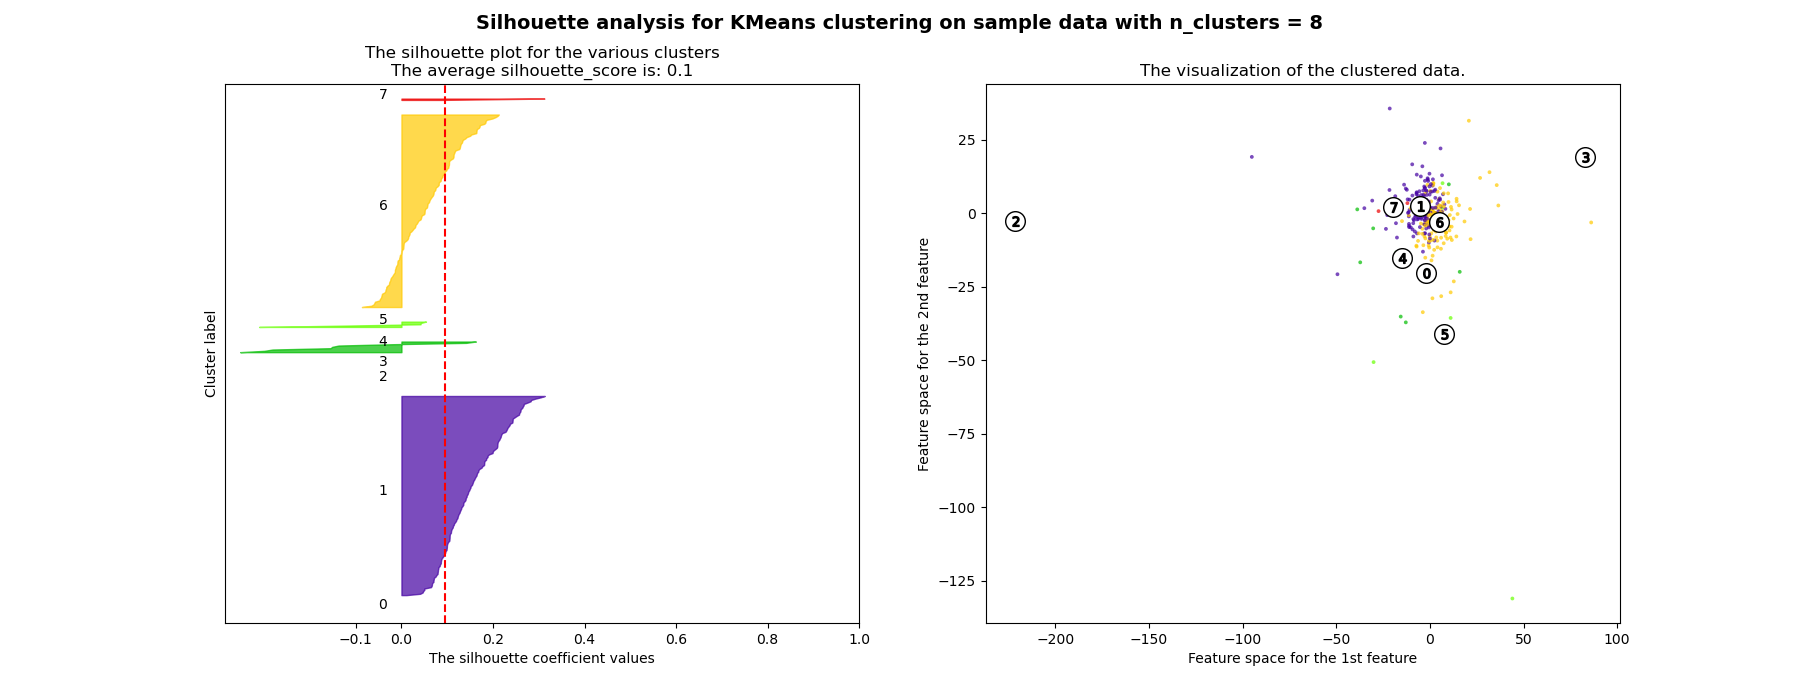 Silhouette analysis for KMeans clustering on sample data with n_clusters = 8
The silhouette plot for the various clusters
The average silhouette_score is: 0.1
7
6
5
4
3
2
1
0
Cluster label
−0.1 0.0 0.2 0.4 0.6 0.8 1.0
The silhouette coefficient values
The visualization of the clustered data.
25
0
−25
−50
−75
−100
−125
Feature space for the 2nd feature
3
7 1
2
6
4
0
5
−200 −150 −100 −50 0 50 100
Feature space for the 1st feature